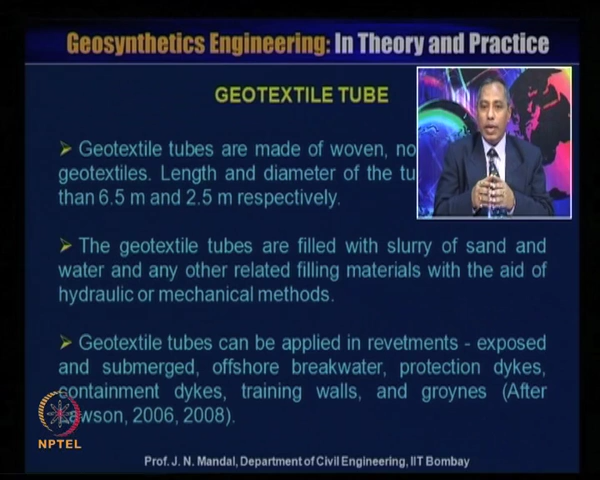 Geosynthetics Engineering: In Theory and Practice
GEOTEXTILE TUBE
Geotextile tubes are made of woven,
geotextiles. Length and diameter of the
than 6.5 m and 2.5 m respectively.
The geotextile tubes are filled with slurry of sand and
water and any other related filling materials with the aid of
hydraulic or mechanical methods.
Geotextile tubes can be applied in revetments - exposed
and submerged, offshore breakwater, protection dykes,
containment dykes, training walls, and groynes (After
Lawson, 2006, 2008).
NPTEL
Prof. J. N. Mandal, Department of Civil Engineering, IIT Bombay